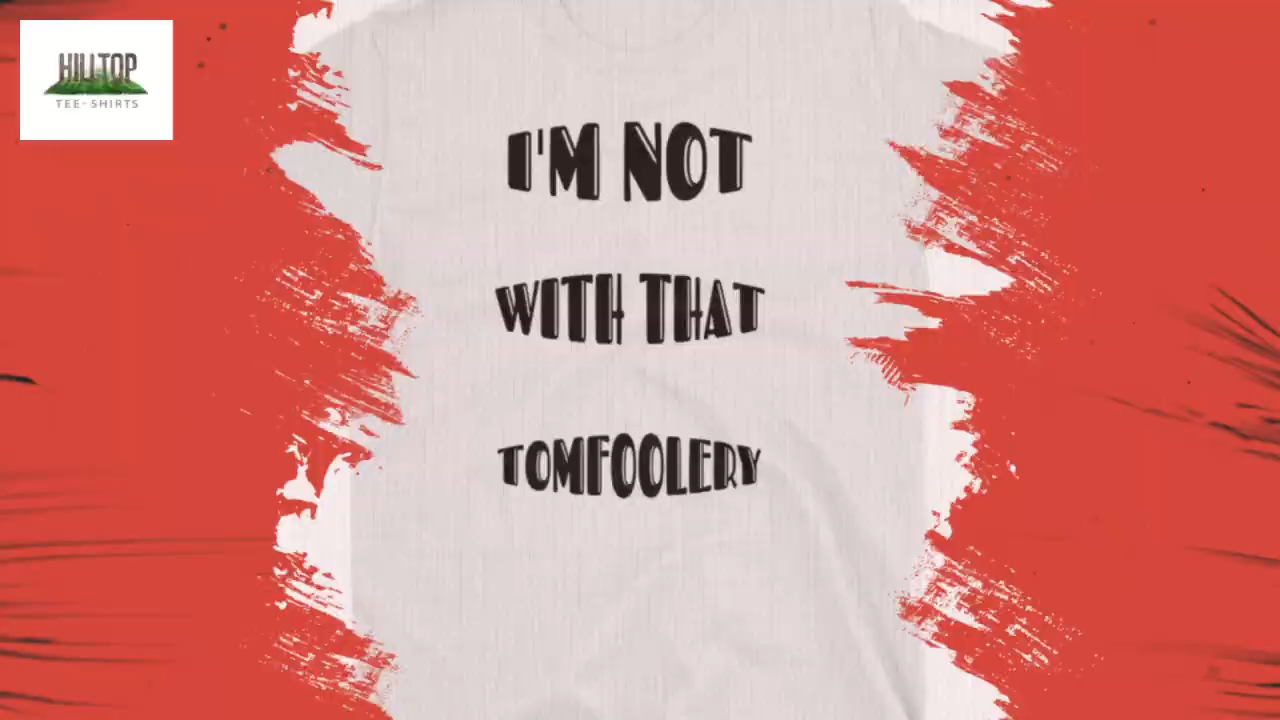 HILLTOP
TEE-SHIRTS
I'M NOT
WITH THAT
TOMFOOLERY